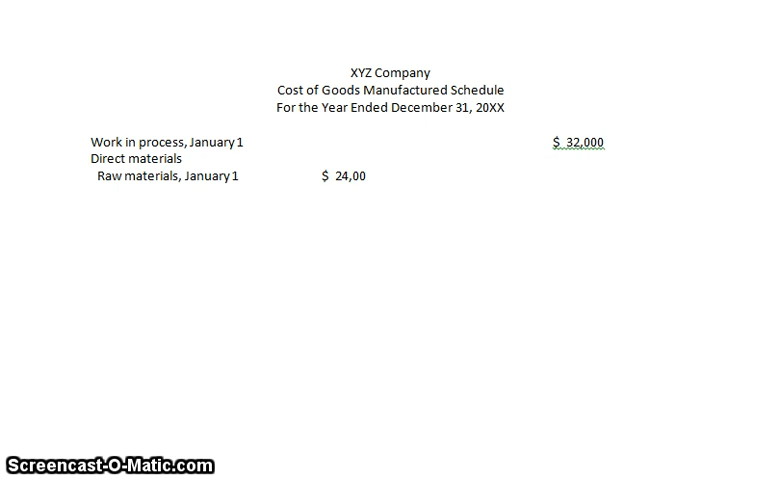 XYZ Company
Cost of Goods Manufactured Schedule
For the Year Ended December 31, 20XX
Work in process, January 1 $ 32,000
Direct materials
Raw materials, January 1 $ 24,00
Screencast-O-Matic.com